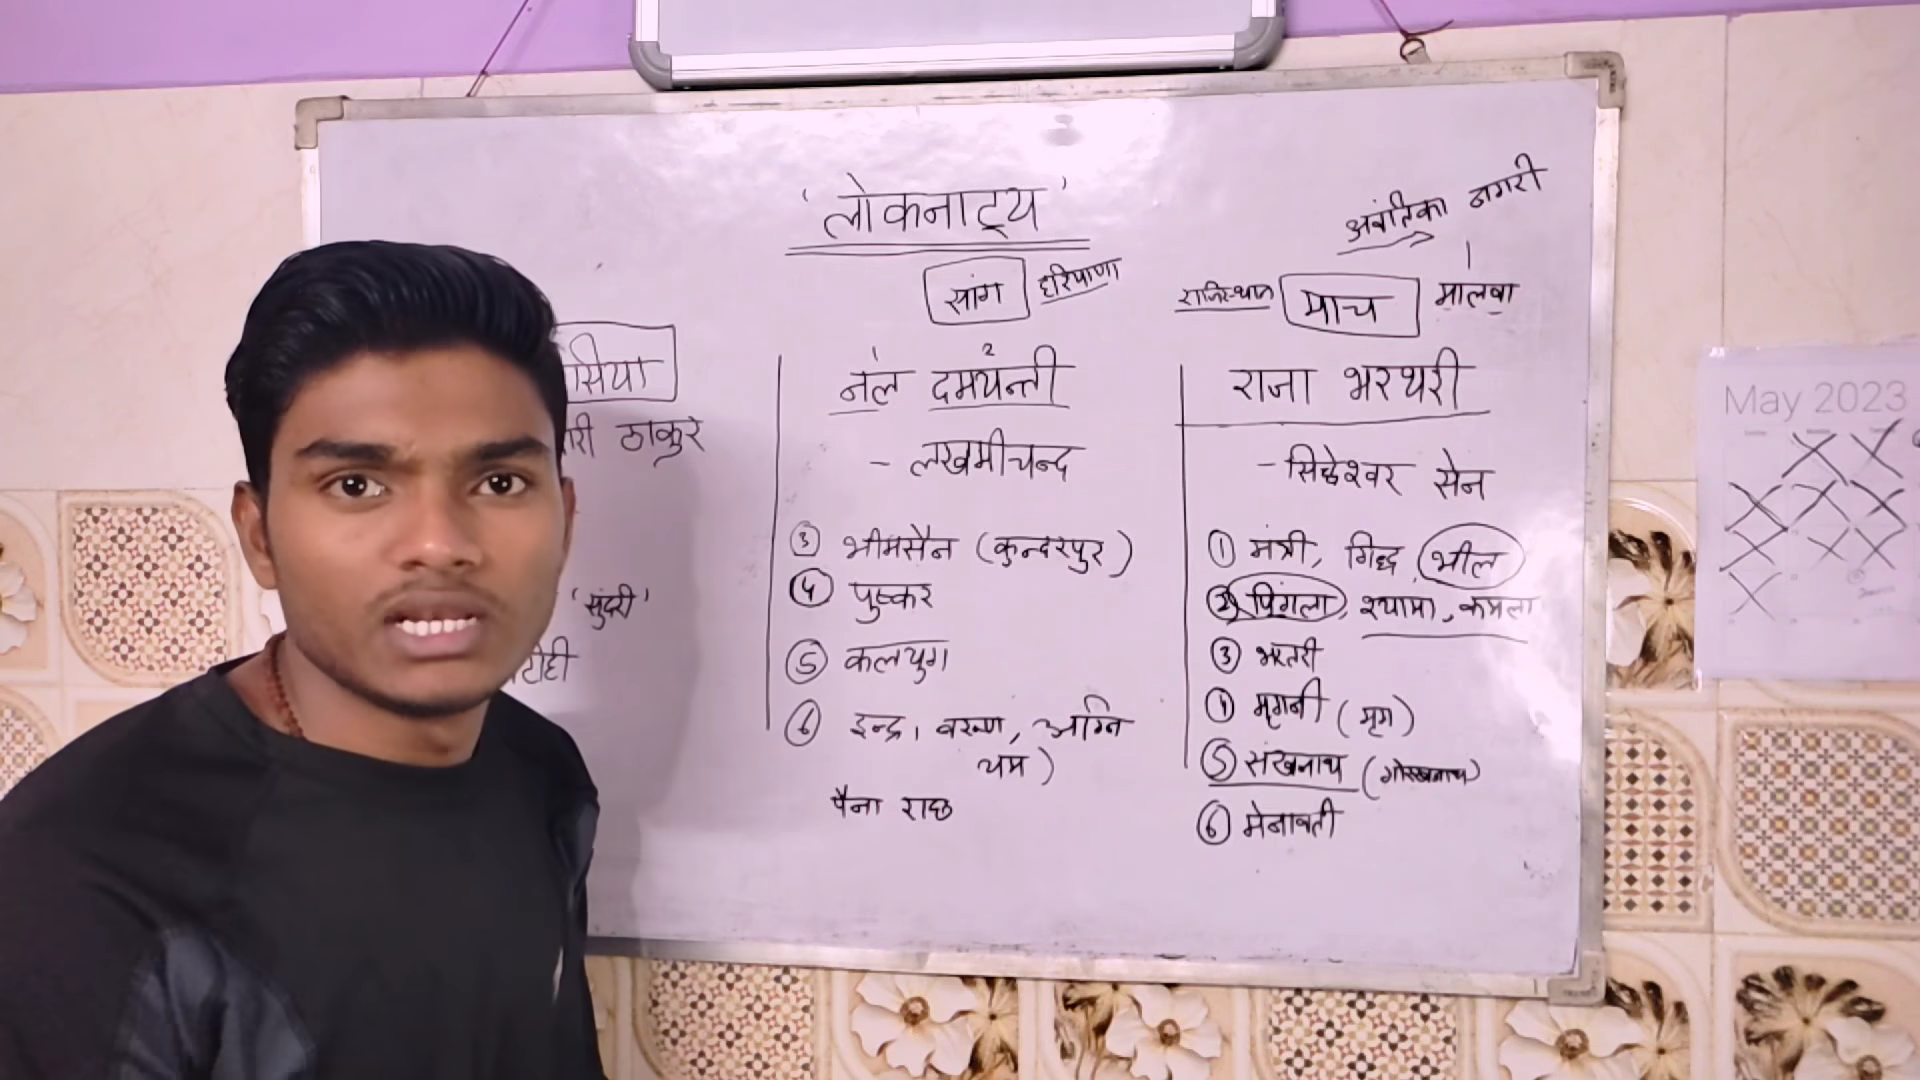 'लोकनाट्य'
अवंतिका नगरी
सांग हरियाणा
राजिस्थान माच मालवा
सिया
ारी ठाकुर
'सुंदरी'
टोही
1 2
नल दमयन्ती
- लखमीचन्द
③ भीमसैन (कुन्दरपुर)
④ पुष्कर
⑤ कलयुग
⑥ इन्द्र, वरुण, अग्नि
यम)
राजा भरथरी
- सिद्धेश्वर सेन
① मंत्री, गिद्ध, भील
② पिंगला, श्यामा, कमला
③ भरतरी
④ मृगनी (मृग)
⑤ संखनाथ (गोरखनाथ)
⑥ मेनावती
May 2023